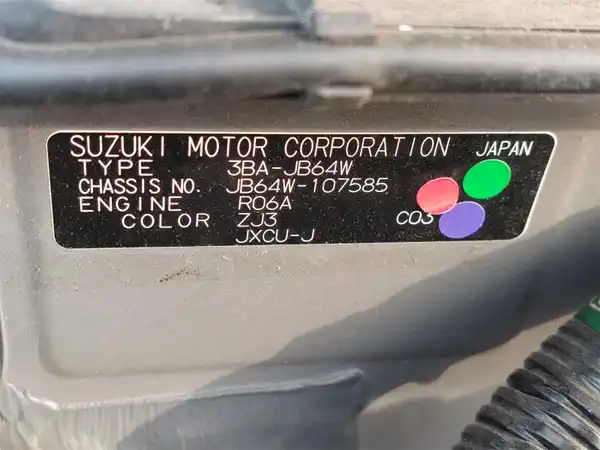 SUZUKI MOTOR CORPORATION JAPAN
TYPE 3BA-JB64W
CHASSIS NO. JB64W-107585
ENGINE R06A
COLOR ZJ3 C03
JXCU-J